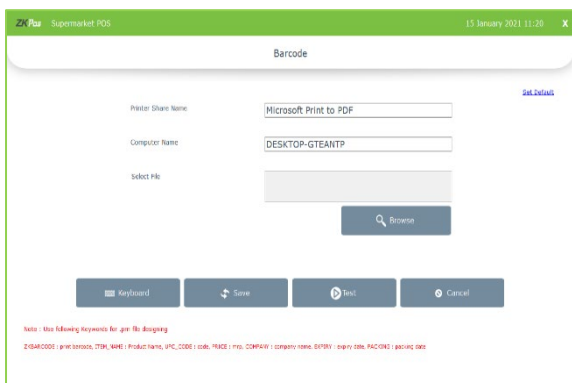 ZKPos Supermarket POS 15 January 2021 11:20 X
Barcode
Set Default
Printer Share Name Microsoft Print to PDF
Computer Name DESKTOP-GTEANTP
Select File
Browse
Keyboard Save Test Cancel
Note : Use following Keywords for .prn file designing
ZKBARCODE : print barcode, ITEM_NAME : Product Name, UPC_CODE : code, PRICE : mrp, COMPANY : company name, EXPIRY : expiry date, PACKING : packing date